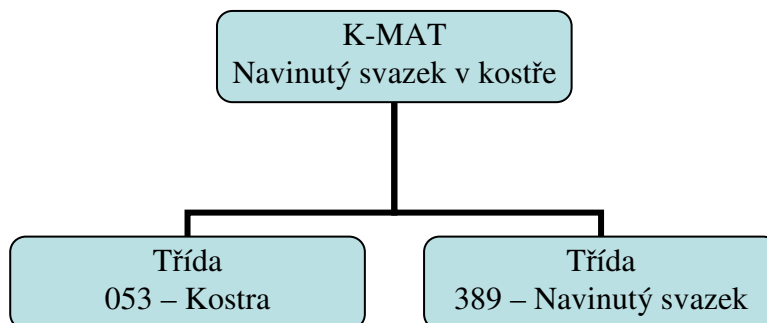 K-MAT
Navinutý svazek v kostře
Třída
053 – Kostra
Třída
389 – Navinutý svazek